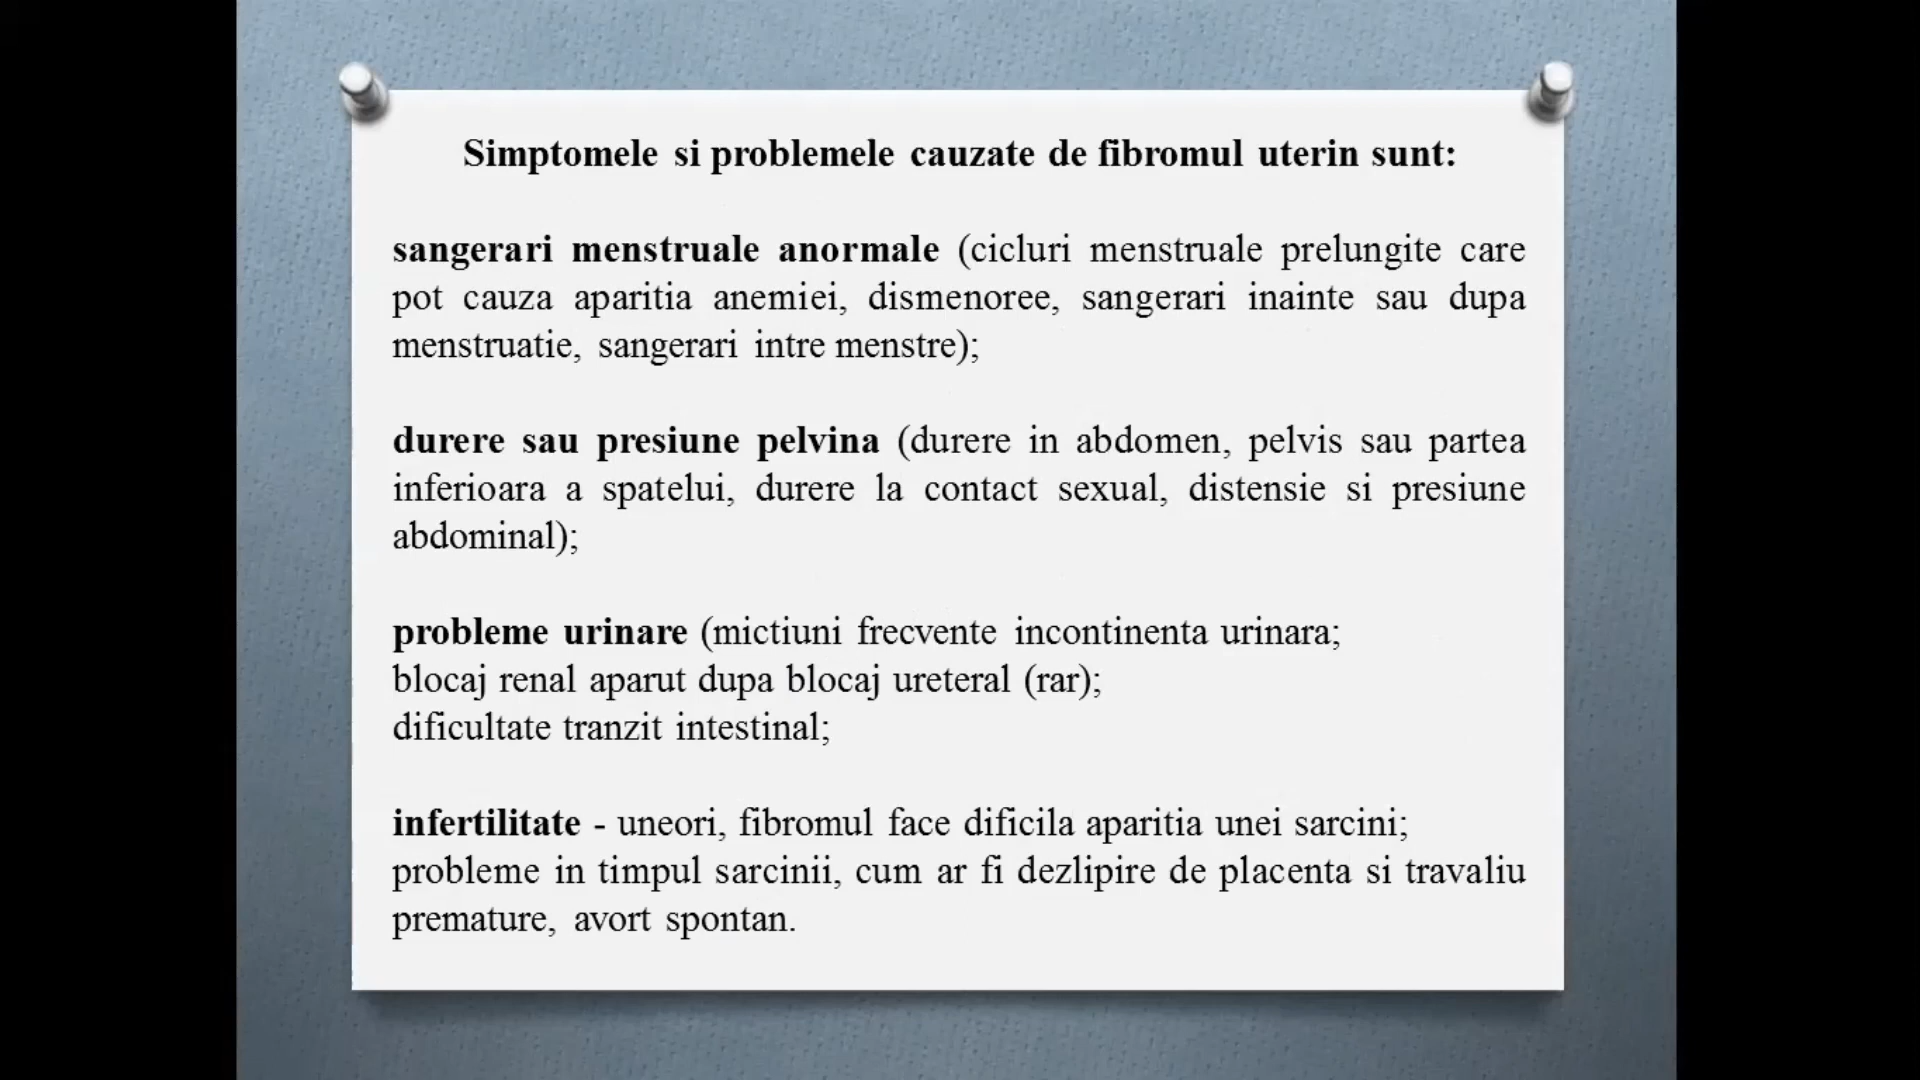 Simptomele si problemele cauzate de fibromul uterin sunt:
sangerari menstruale anormale (cicluri menstruale prelungite care
pot cauza aparitia anemiei, dismenoree, sangerari inainte sau dupa
menstruatie, sangerari intre menstre);
durere sau presiune pelvina (durere in abdomen, pelvis sau partea
inferioara a spatelui, durere la contact sexual, distensie si presiune
abdominal);
probleme urinare (mictiuni frecvente incontinenta urinara;
blocaj renal aparut dupa blocaj ureteral (rar);
dificultate tranzit intestinal;
infertilitate - uneori, fibromul face dificila aparitia unei sarcini;
probleme in timpul sarcinii, cum ar fi dezlipire de placenta si travaliu
premature, avort spontan.